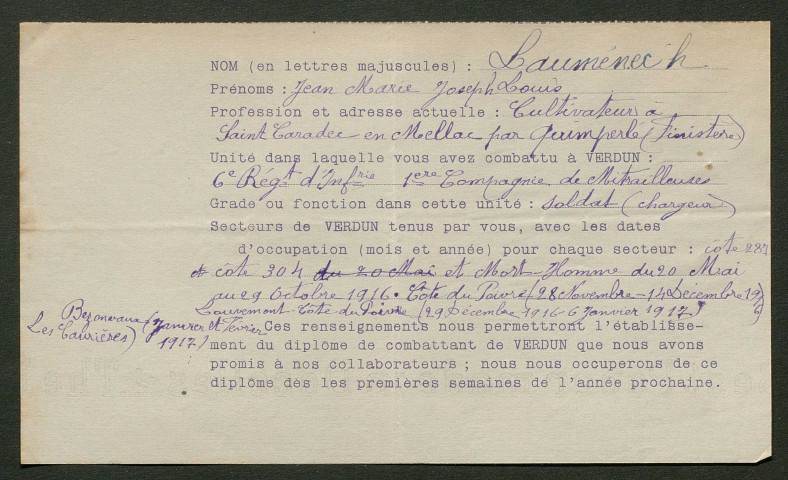 NOM (en lettres majuscules) : Lauménec'h
Prénoms : Jean Marie Joseph Louis
Profession et adresse actuelle : Cultivateur à
Saint Caradec en Mellac par Quimperlé (Finistère)
Unité dans laquelle vous avez combattu à VERDUN :
6e Régt d'Infrie 1ere Compagnie de Mitrailleuses
Grade ou fonction dans cette unité : soldat (chargeur)
Secteurs de VERDUN tenus par vous, avec les dates
d'occupation (mois et année) pour chaque secteur : côte 287
et côte 304 du 20 Mai et Mort-Homme du 20 Mai
au 29 Octobre 1916. Côte du Poivre (28 Novembre - 14 Décembre 1916)
Louvemont - Côte du Poivre (29 Décembre 1916 - 6 Janvier 1917)
Bezonvaux (Janvier et Février 1917)
Les Caurières)
Ces renseignements nous permettront l'établisse-
ment du diplôme de combattant de VERDUN que nous avons
promis à nos collaborateurs ; nous nous occuperons de ce
diplôme dès les premières semaines de l'année prochaine.